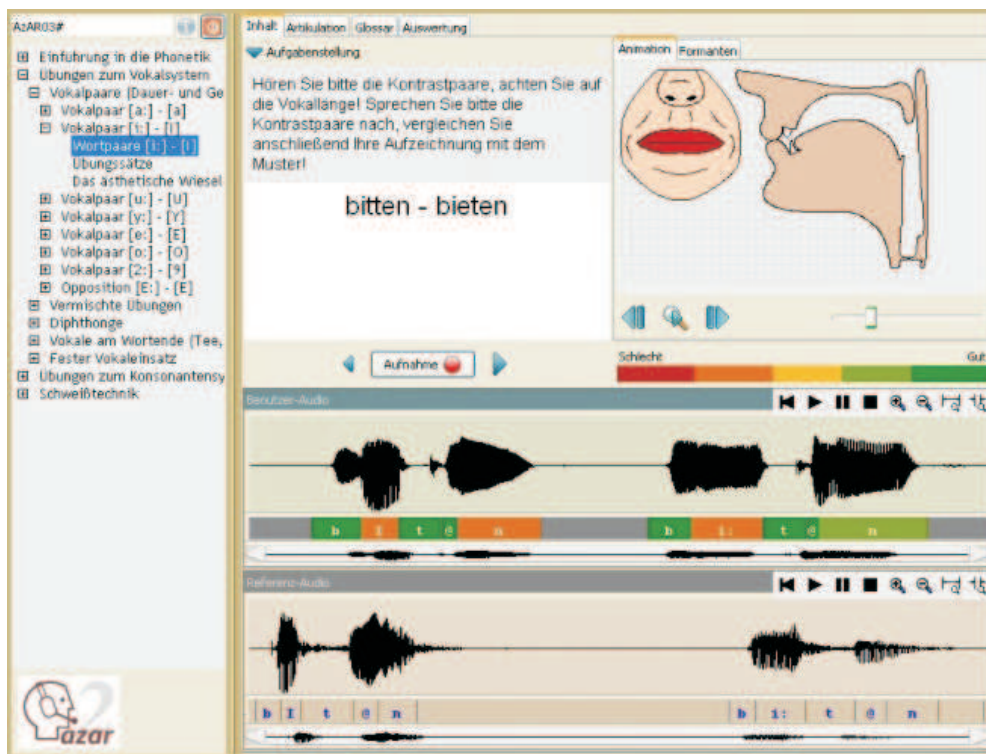 AzAR03#
Einführung in die Phonetik
Übungen zum Vokalsystem
Vokalpaare (Dauer- und Ge
Vokalpaar [a:] - [a]
Vokalpaar [i:] - [I]
Wortpaare [i:] - [I]
Übungssätze
Das ästhetische Wiesel
Vokalpaar [u:] - [U]
Vokalpaar [y:] - [Y]
Vokalpaar [e:] - [E]
Vokalpaar [o:] - [O]
Vokalpaar [2:] - [9]
Opposition [E:] - [E]
Vermischte Übungen
Diphthonge
Vokale am Wortende (Tee,
Fester Vokaleinsatz
Übungen zum Konsonantensy
Schweißtechnik
2
azar
Inhalt Artikulation Glossar Auswertung
Aufgabenstellung
Hören Sie bitte die Kontrastpaare, achten Sie auf
die Vokallänge! Sprechen Sie bitte die
Kontrastpaare nach, vergleichen Sie
anschließend Ihre Aufzeichnung mit dem
Muster!
bitten - bieten
Aufnahme
Animation Formanten
Schlecht Gut
Benutzer-Audio
b I t @ n b i: t @ n
Referenz-Audio
b I t @ n b i: t @ n